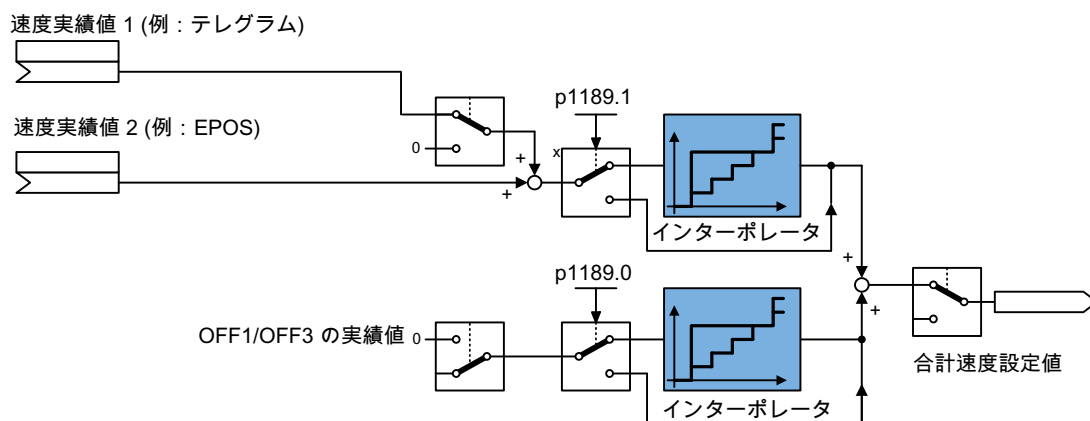 速度実績値 1 (例：テレグラム)
p1189.1
速度実績値 2 (例：EPOS)
0
+
x
+
インターポレータ
+
p1189.0
+
OFF1/OFF3 の実績値
0
合計速度設定値
インターポレータ